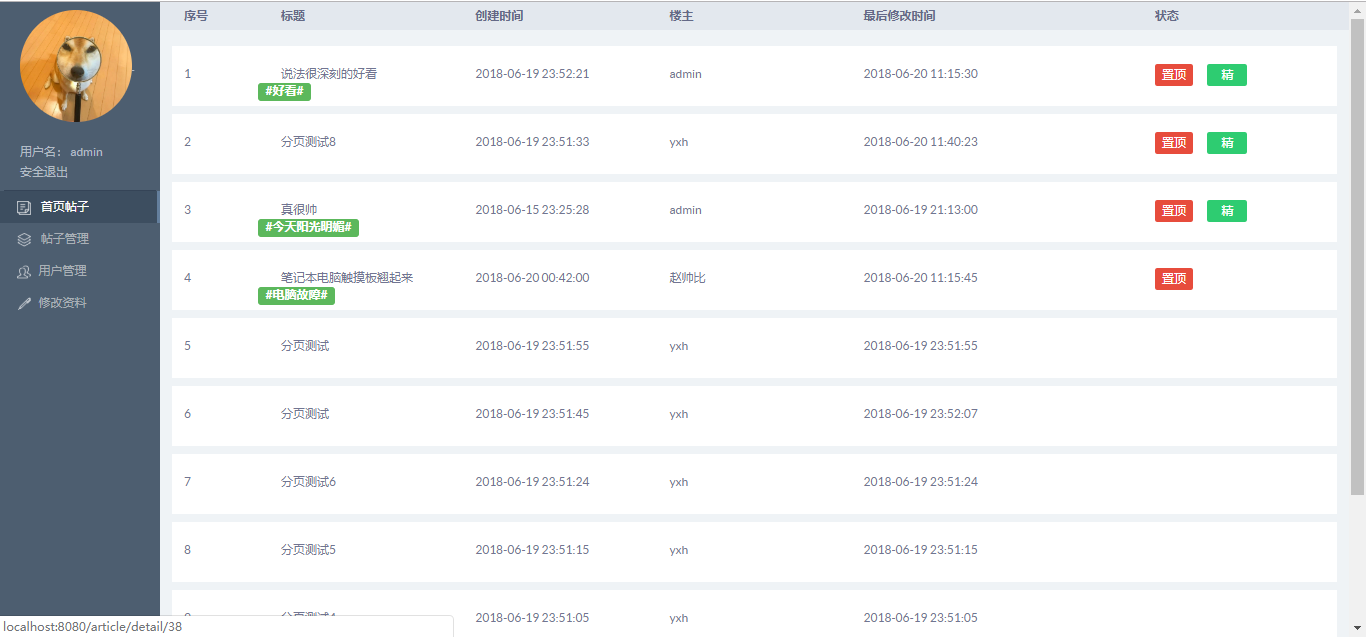 序号 标题 创建时间 楼主 最后修改时间 状态
用户名： admin
安全退出
首页帖子
帖子管理
用户管理
修改资料
1 说法很深刻的好看 2018-06-19 23:52:21 admin 2018-06-20 11:15:30 置顶 精
#好看#
2 分页测试8 2018-06-19 23:51:33 yxh 2018-06-20 11:40:23 置顶 精
3 真很帅 2018-06-15 23:25:28 admin 2018-06-19 21:13:00 置顶 精
#今天阳光明媚#
4 笔记本电脑触摸板翘起来 2018-06-20 00:42:00 赵帅比 2018-06-20 11:15:45 置顶
#电脑故障#
5 分页测试 2018-06-19 23:51:55 yxh 2018-06-19 23:51:55
6 分页测试 2018-06-19 23:51:45 yxh 2018-06-19 23:52:07
7 分页测试6 2018-06-19 23:51:24 yxh 2018-06-19 23:51:24
8 分页测试5 2018-06-19 23:51:15 yxh 2018-06-19 23:51:15
2018-06-19 23:51:05 yxh 2018-06-19 23:51:05
localhost:8080/article/detail/38